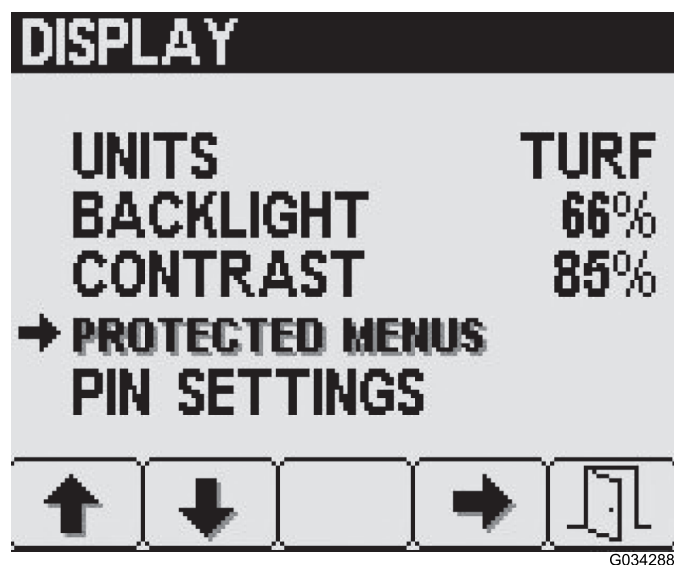 DISPLAY
UNITS TURF
BACKLIGHT 66%
CONTRAST 85%
PROTECTED MENUS
PIN SETTINGS
G034288